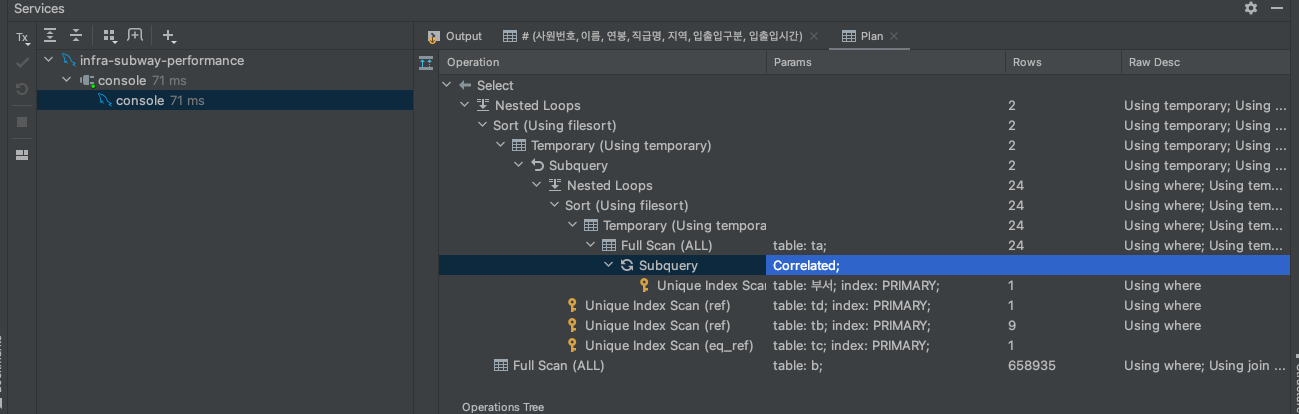 Services
Tx
Output # (사원번호, 이름, 연봉, 직급명, 지역, 입출입구분, 입출입시간) Plan
infra-subway-performance
console 71 ms
console 71 ms
Operation Params Rows Raw Desc
Select
Nested Loops 2 Using temporary; Using ...
Sort (Using filesort) 2 Using temporary; Using ...
Temporary (Using temporary) 2 Using temporary; Using ...
Subquery 2 Using temporary; Using ...
Nested Loops 24 Using where; Using tem...
Sort (Using filesort) 24 Using where; Using tem...
Temporary (Using tempora 24 Using where; Using tem...
Full Scan (ALL) table: ta; 24 Using where; Using tem...
Subquery Correlated;
Unique Index Scan table: 부서; index: PRIMARY; 1 Using where
Unique Index Scan (ref) table: td; index: PRIMARY; 1 Using where
Unique Index Scan (ref) table: tb; index: PRIMARY; 9 Using where
Unique Index Scan (eq_ref) table: tc; index: PRIMARY; 1
Full Scan (ALL) table: b; 658935 Using where; Using join ...
Operations Tree